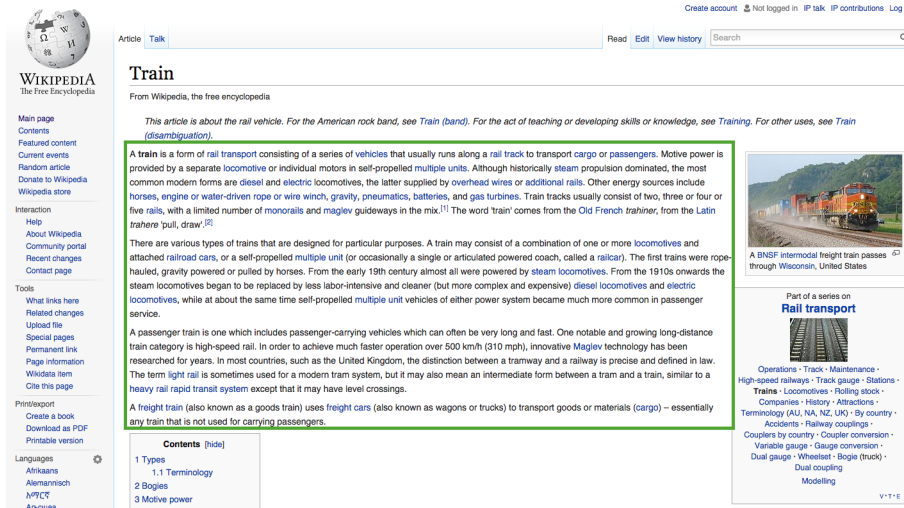 Create account Not logged in IP talk IP contributions Log
Article Talk
Read Edit View history Search
WIKIPEDIA
The Free Encyclopedia
Main page
Contents
Featured content
Current events
Random article
Donate to Wikipedia
Wikipedia store
Interaction
Help
About Wikipedia
Community portal
Recent changes
Contact page
Tools
What links here
Related changes
Upload file
Special pages
Permanent link
Page information
Wikidata item
Cite this page
Print/export
Create a book
Download as PDF
Printable version
Languages
Afrikaans
Alemannisch
አማርኛ
Train
From Wikipedia, the free encyclopedia
This article is about the rail vehicle. For the American rock band, see Train (band). For the act of teaching or developing skills or knowledge, see Training. For other uses, see Train
(disambiguation).
A train is a form of rail transport consisting of a series of vehicles that usually runs along a rail track to transport cargo or passengers. Motive power is
provided by a separate locomotive or individual motors in self-propelled multiple units. Although historically steam propulsion dominated, the most
common modern forms are diesel and electric locomotives, the latter supplied by overhead wires or additional rails. Other energy sources include
horses, engine or water-driven rope or wire winch, gravity, pneumatics, batteries, and gas turbines. Train tracks usually consist of two, three or four or
five rails, with a limited number of monorails and maglev guideways in the mix.[1] The word 'train' comes from the Old French trahiner, from the Latin
trahere 'pull, draw'.[2]
There are various types of trains that are designed for particular purposes. A train may consist of a combination of one or more locomotives and
attached railroad cars, or a self-propelled multiple unit (or occasionally a single or articulated powered coach, called a railcar). The first trains were rope-
hauled, gravity powered or pulled by horses. From the early 19th century almost all were powered by steam locomotives. From the 1910s onwards the
steam locomotives began to be replaced by less labor-intensive and cleaner (but more complex and expensive) diesel locomotives and electric
locomotives, while at about the same time self-propelled multiple unit vehicles of either power system became much more common in passenger
service.
A passenger train is one which includes passenger-carrying vehicles which can often be very long and fast. One notable and growing long-distance
train category is high-speed rail. In order to achieve much faster operation over 500 km/h (310 mph), innovative Maglev technology has been
researched for years. In most countries, such as the United Kingdom, the distinction between a tramway and a railway is precise and defined in law.
The term light rail is sometimes used for a modern tram system, but it may also mean an intermediate form between a tram and a train, similar to a
heavy rail rapid transit system except that it may have level crossings.
A freight train (also known as a goods train) uses freight cars (also known as wagons or trucks) to transport goods or materials (cargo) – essentially
any train that is not used for carrying passengers.
Contents [hide]
1 Types
1.1 Terminology
2 Bogies
3 Motive power
A BNSF intermodal freight train passes
through Wisconsin, United States
Part of a series on
Rail transport
Operations · Track · Maintenance ·
High-speed railways · Track gauge · Stations ·
Trains · Locomotives · Rolling stock ·
Companies · History · Attractions ·
Terminology (AU, NA, NZ, UK) · By country ·
Accidents · Railway couplings ·
Couplers by country · Coupler conversion ·
Variable gauge · Gauge conversion ·
Dual gauge · Wheelset · Bogie (truck) ·
Dual coupling
Modelling
V·T·E